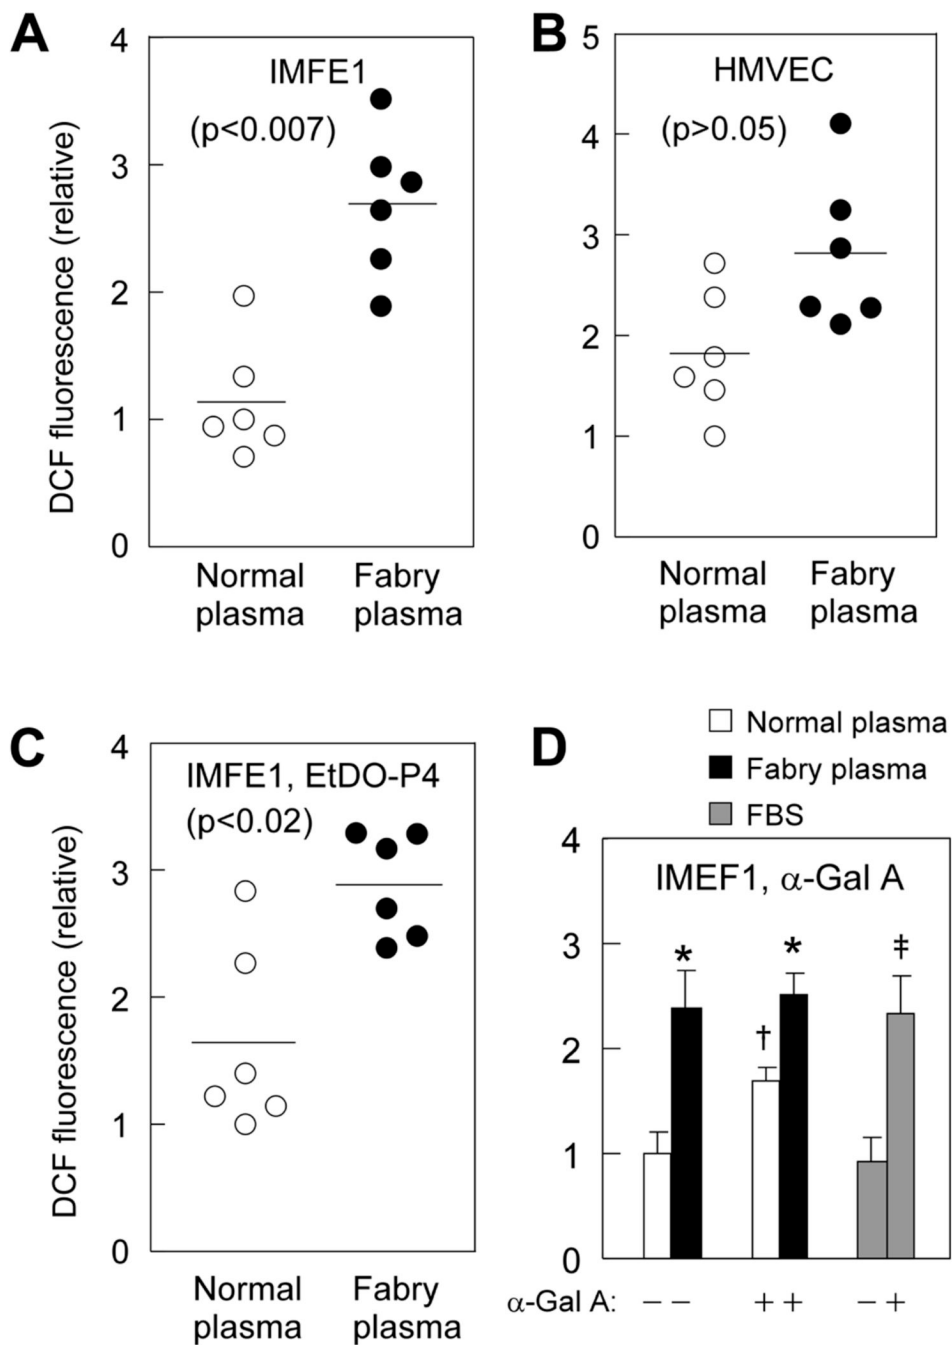 A
IMFE1
(p<0.007)
DCF fluorescence (relative)
4
3
2
1
0
Normal plasma
Fabry plasma
B
HMVEC
(p>0.05)
5
4
3
2
1
0
Normal plasma
Fabry plasma
C
IMFE1, EtDO-P4
(p<0.02)
DCF fluorescence (relative)
4
3
2
1
0
Normal plasma
Fabry plasma
D
Normal plasma
Fabry plasma
FBS
IMEF1, α-Gal A
4
3
2
1
0
* † * ‡
α-Gal A: − − + + − +